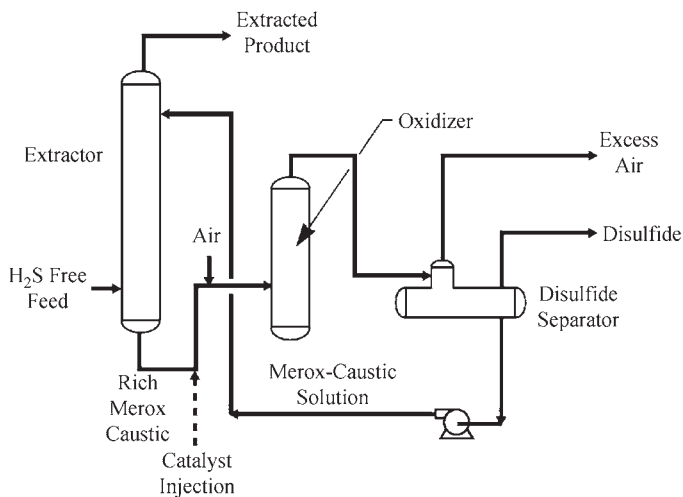 Extracted
Product
Oxidizer
Extractor
Excess
Air
Air
Disulfide
H₂S Free
Feed
Disulfide
Separator
Rich
Merox
Caustic
Merox-Caustic
Solution
Catalyst
Injection